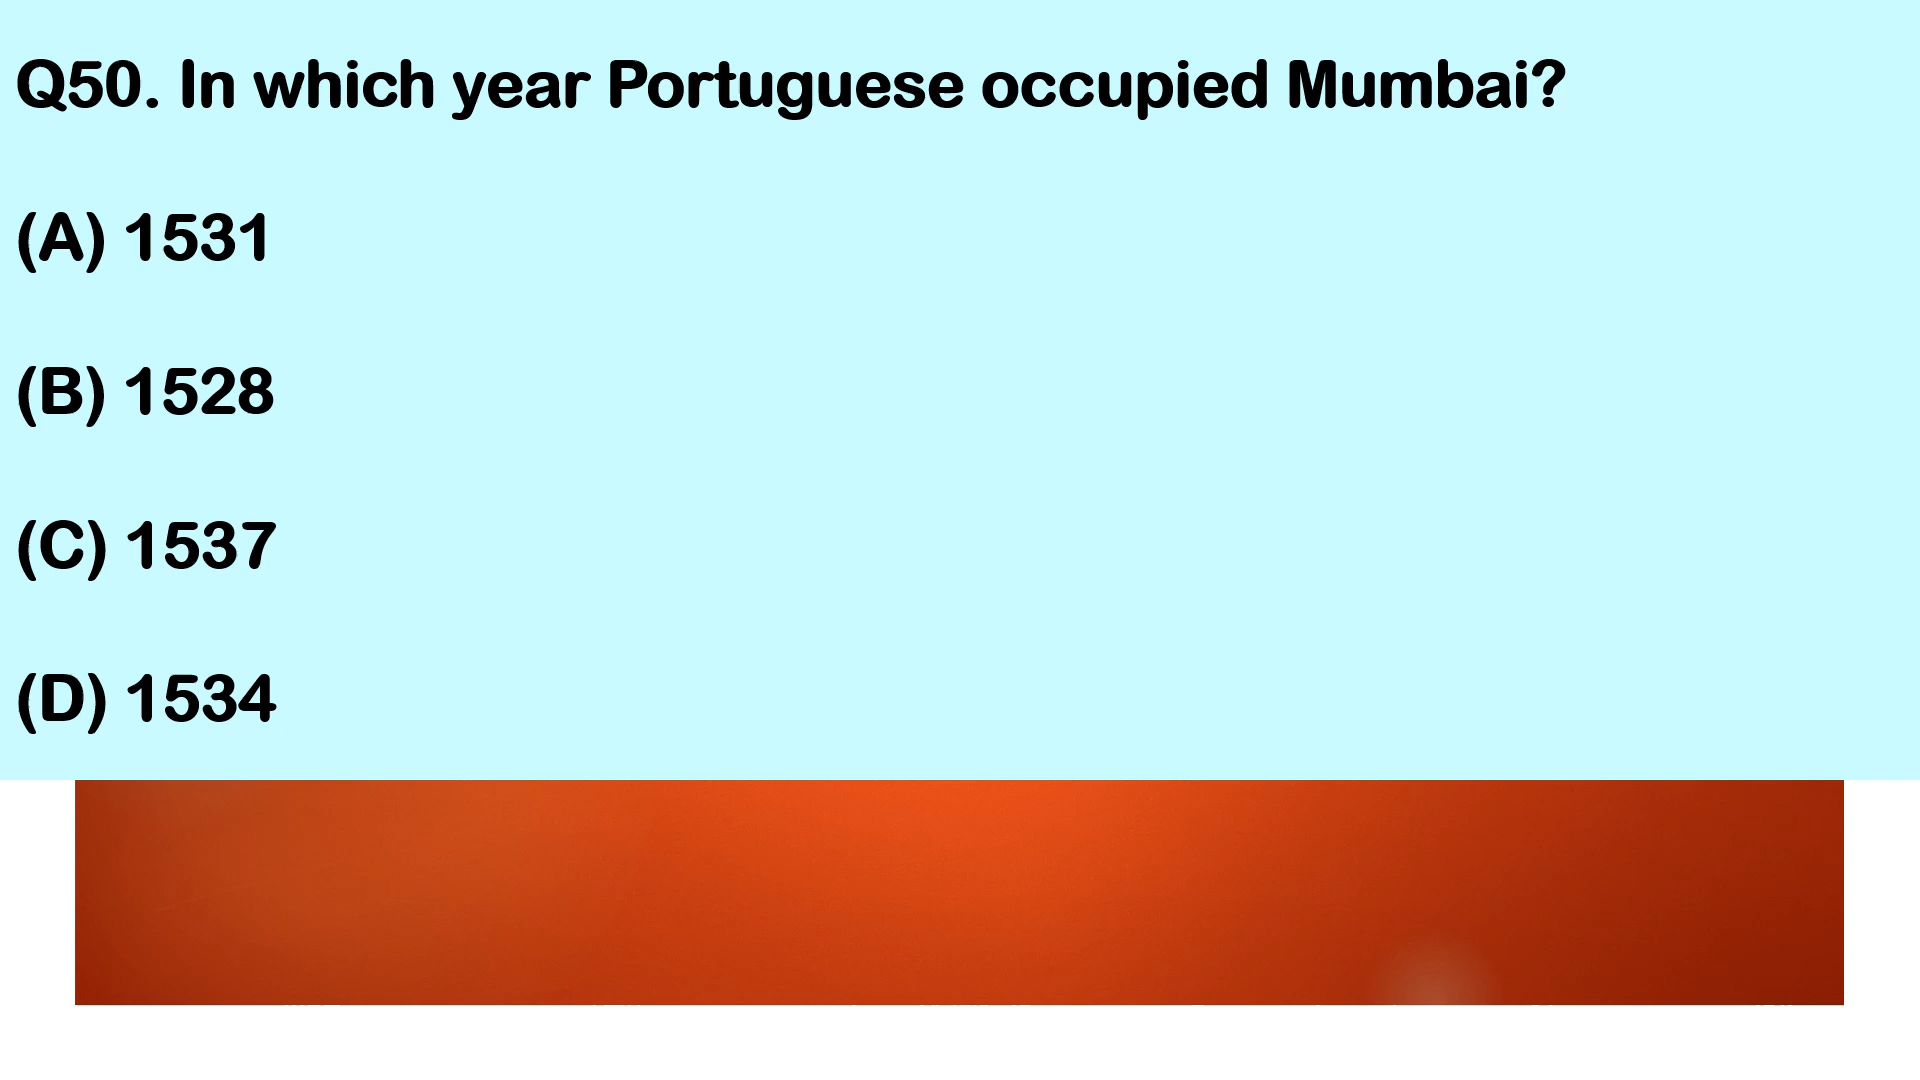 Q50. In which year Portuguese occupied Mumbai?
(A) 1531
(B) 1528
(C) 1537
(D) 1534